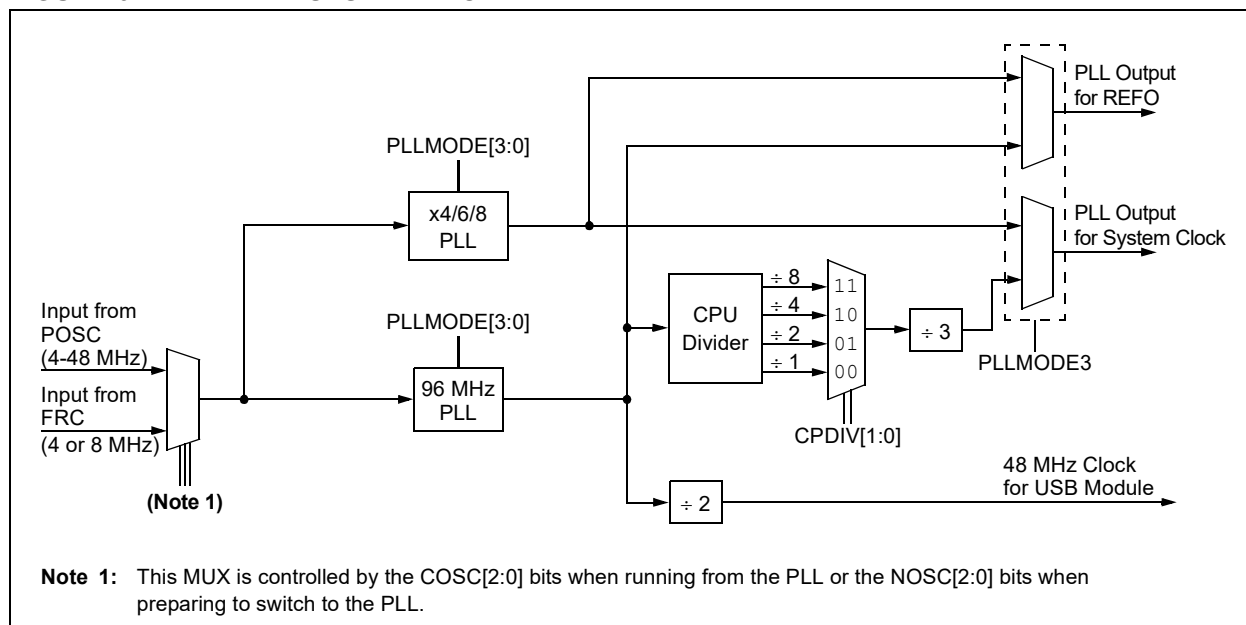 PLL Output
for REFO
PLLMODE[3:0]
x4/6/8
PLL
PLL Output
for System Clock
÷ 8
11
÷ 4
10
CPU
Divider
÷ 2
01
÷ 1
00
÷ 3
PLLMODE3
CPDIV[1:0]
Input from
POSC
(4-48 MHz)
Input from
FRC
(4 or 8 MHz)
(Note 1)
PLLMODE[3:0]
96 MHz
PLL
48 MHz Clock
for USB Module
÷ 2
Note 1: This MUX is controlled by the COSC[2:0] bits when running from the PLL or the NOSC[2:0] bits when
preparing to switch to the PLL.